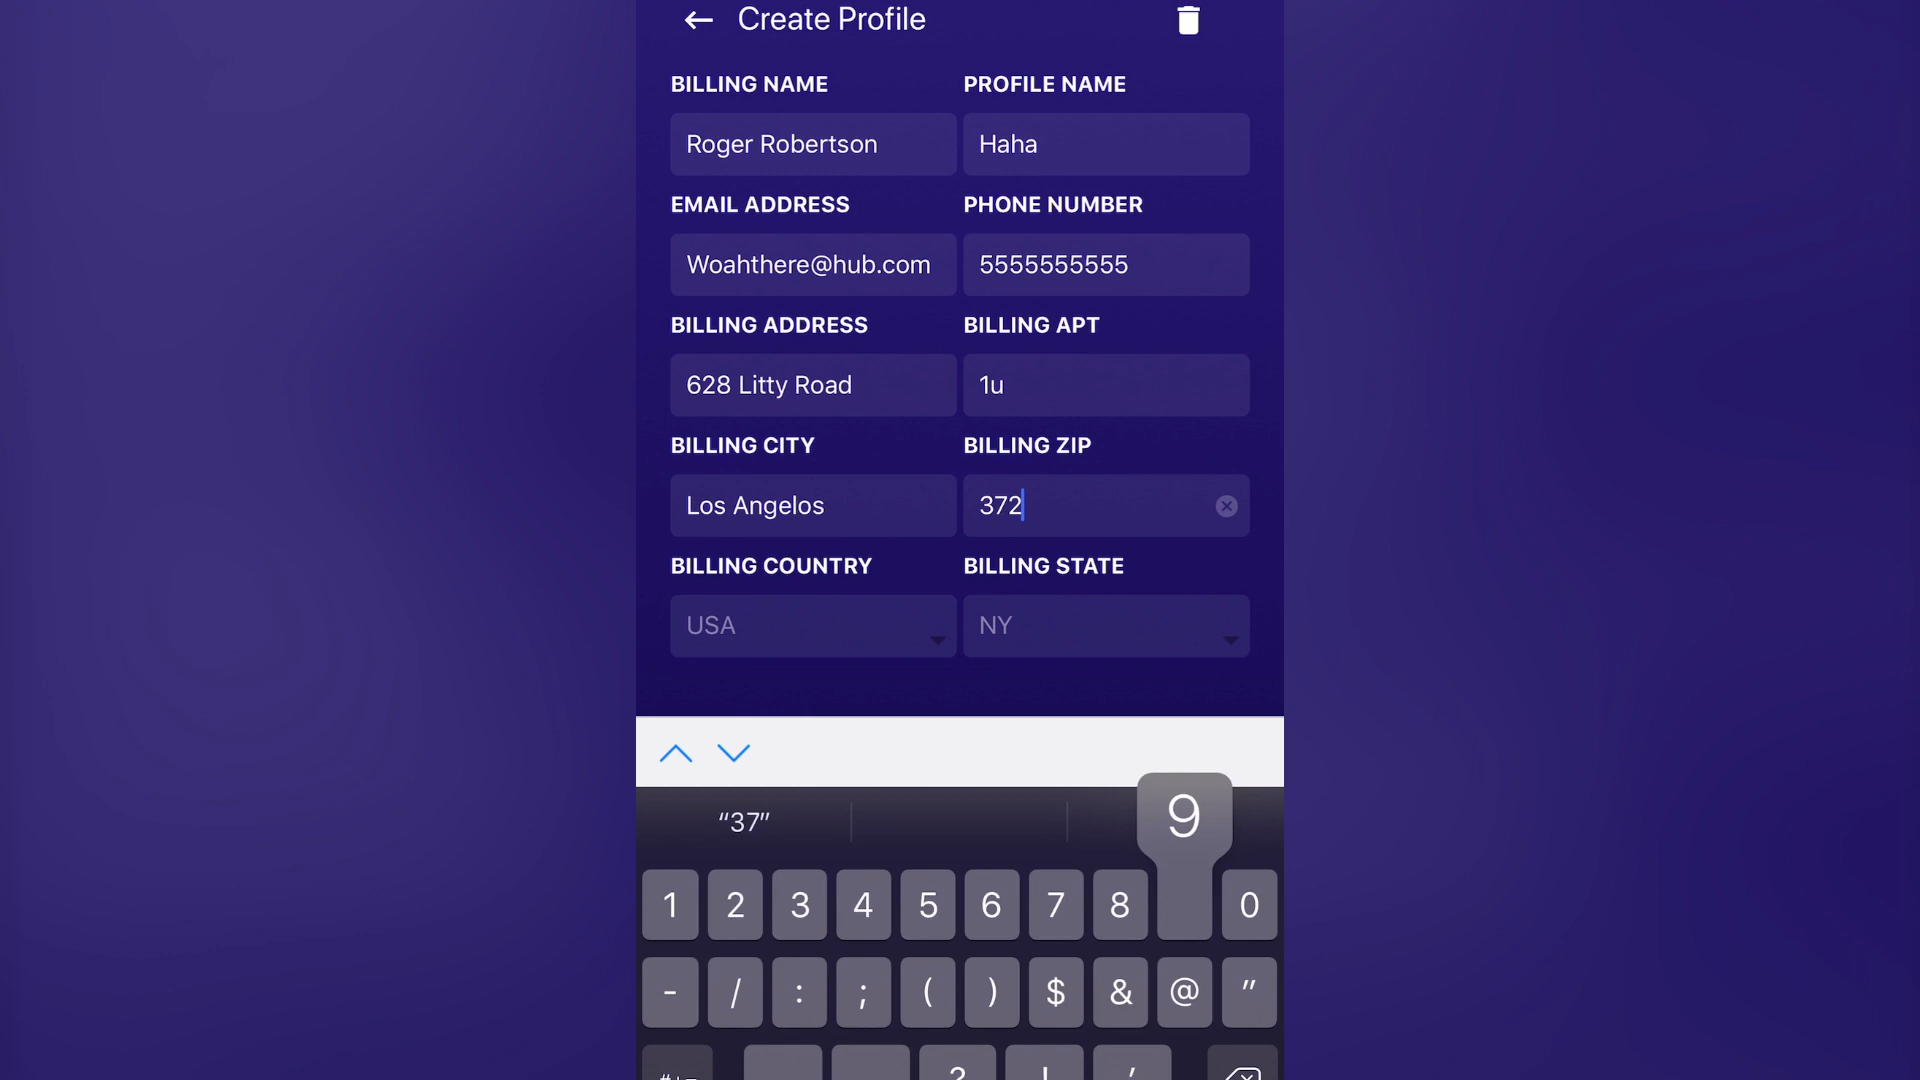 Create Profile
BILLING NAME PROFILE NAME
Roger Robertson Haha
EMAIL ADDRESS PHONE NUMBER
Woahthere@hub.com 5555555555
BILLING ADDRESS BILLING APT
628 Litty Road 1u
BILLING CITY BILLING ZIP
Los Angelos 372
BILLING COUNTRY BILLING STATE
USA NY
“37”
9
1 2 3 4 5 6 7 8 0
- / : ; ( ) $ & @ "
? ! '